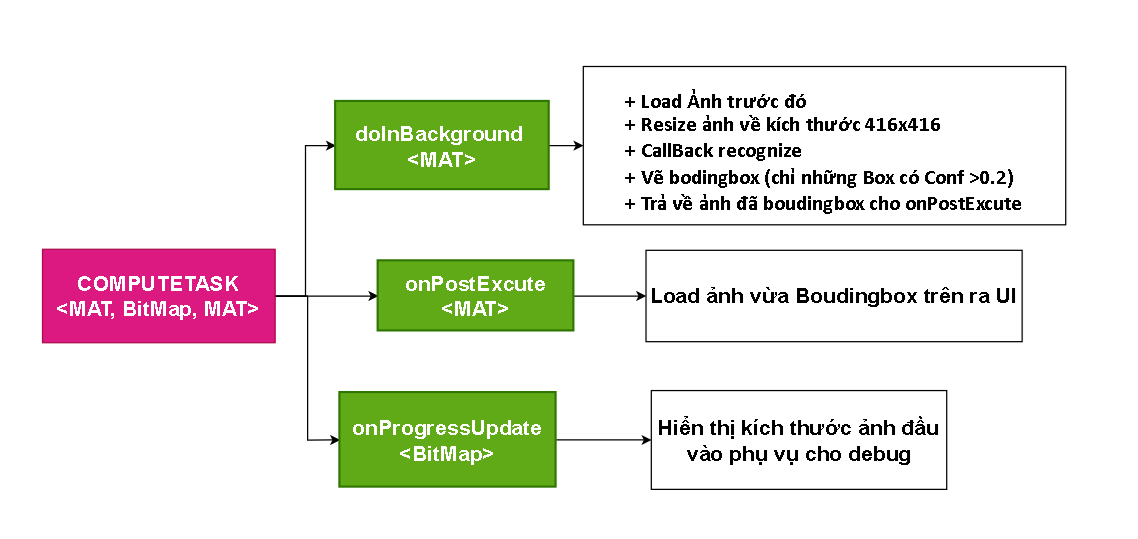 doInBackground
<MAT>
+ Load Ảnh trước đó
+ Resize ảnh về kích thước 416x416
+ CallBack recognize
+ Vẽ bodingbox (chỉ những Box có Conf >0.2)
+ Trả về ảnh đã boudingbox cho onPostExcute
COMPUTETASK
<MAT, BitMap, MAT>
onPostExcute
<MAT>
Load ảnh vừa Boudingbox trên ra UI
onProgressUpdate
<BitMap>
Hiển thị kích thước ảnh đầu
vào phụ vụ cho debug